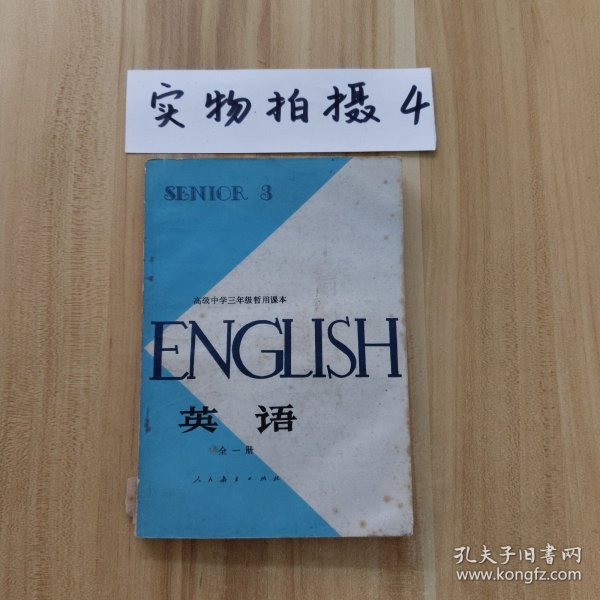 实物拍摄4
SENIOR 3
高级中学三年级暂用课本
ENGLISH
英语
全一册
人民教育出版社
孔夫子旧书网
www.kongfz.com